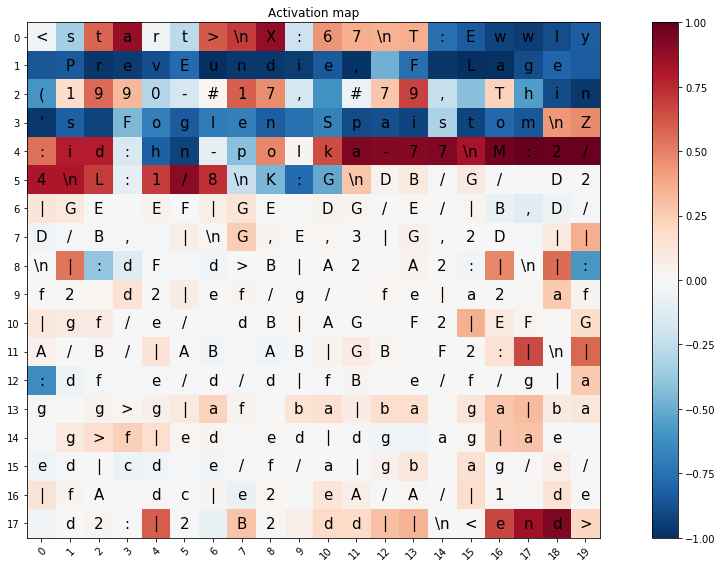 Activation map
0 < s t a r t > \n X : 6 7 \n T : E w w l y
1 P r e v E u n d i e , F L a g e
2 ( 1 9 9 0 - # 1 7 , # 7 9 , T h i n
3 ' s F o g l e n S p a i s t o m \n Z
4 : i d : h n - p o l k a - 7 7 \n M : 2 /
5 4 \n L : 1 / 8 \n K : G \n D B / G / D 2
6 | G E E F | G E D G / E / | B , D /
7 D / B , | \n G , E , 3 | G , 2 D | |
8 \n | : d F d > B | A 2 A 2 : | \n | :
9 f 2 d 2 | e f / g / f e | a 2 a f
10 | g f / e / d B | A G F 2 | E F G
11 A / B / | A B A B | G B F 2 : | \n |
12 : d f e / d / d | f B e / f / g | a
13 g g > g | a f b a | b a g a | b a
14 g > f | e d e d | d g a g | a e
15 e d | c d e / f / a | g b a g / e /
16 | f A d c | e 2 e A / A / | 1 d e
17 d 2 : | 2 B 2 d d | | \n < e n d >
0 1 2 3 4 5 6 7 8 9 10 11 12 13 14 15 16 17 18 19
1.00
0.75
0.50
0.25
0.00
−0.25
−0.50
−0.75
−1.00